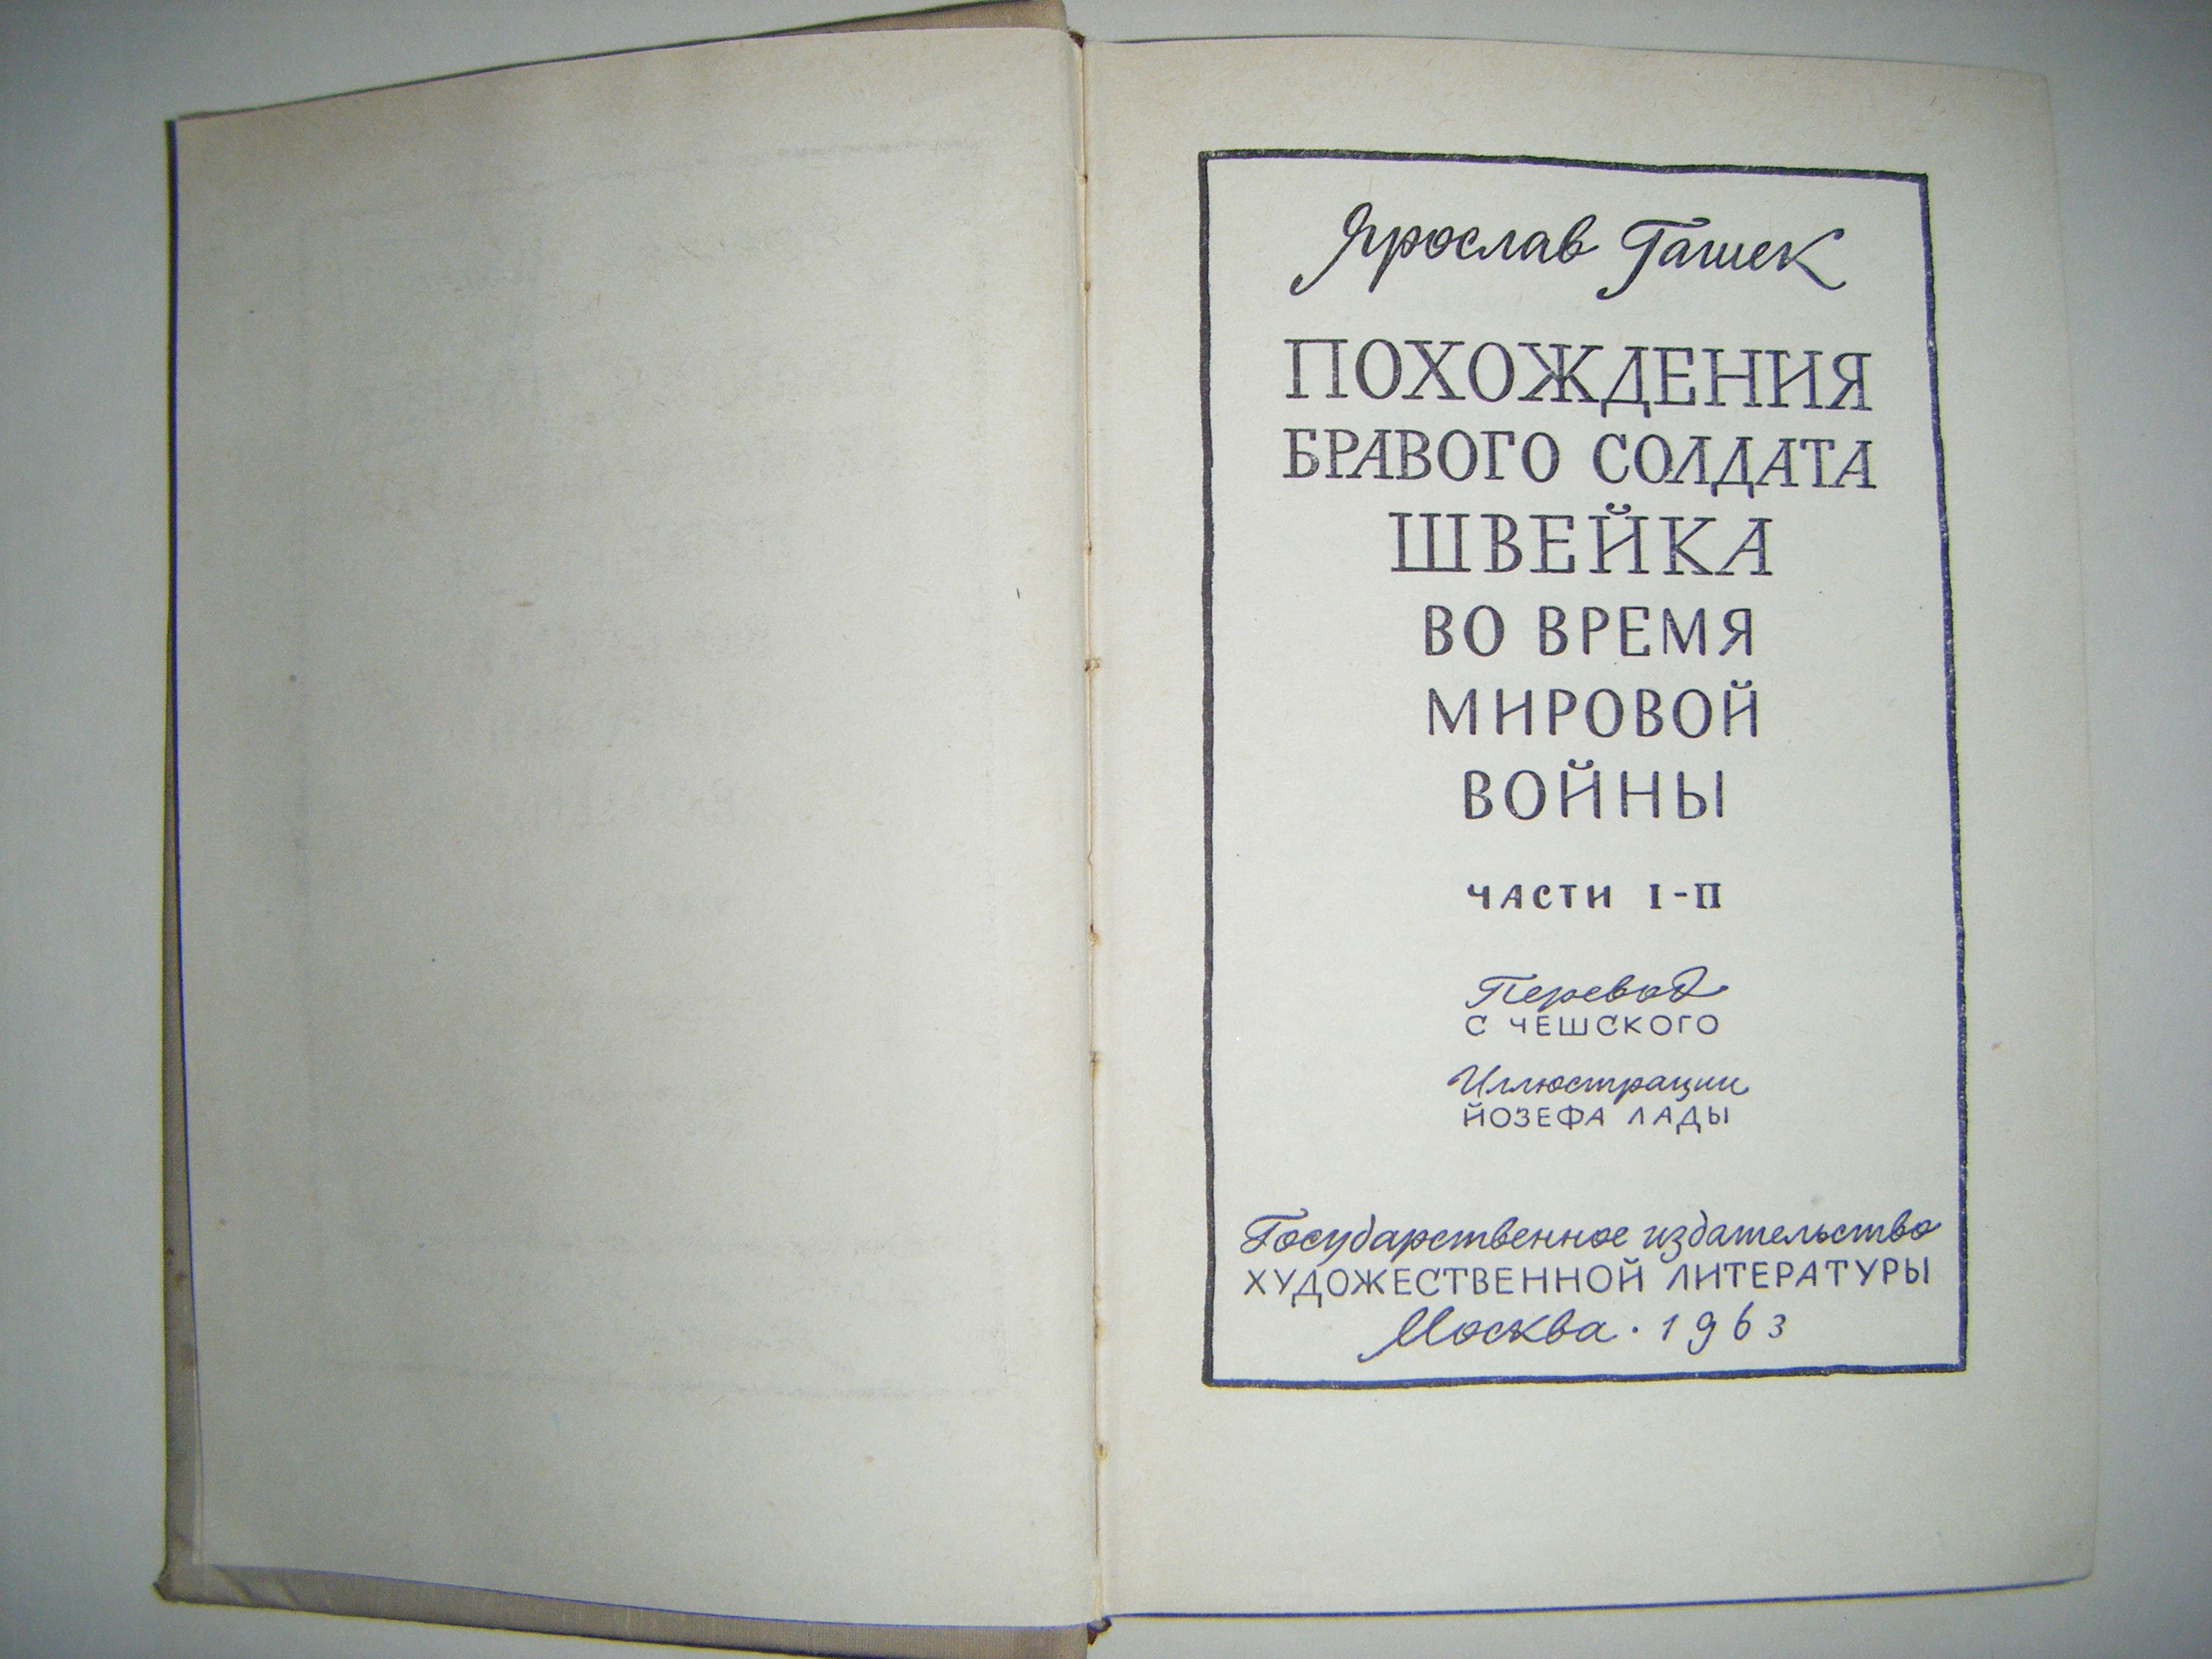 Ярослав Гашек
ПОХОЖДЕНИЯ
БРАВОГО СОЛДАТА
ШВЕЙКА
ВО ВРЕМЯ
МИРОВОЙ
ВОЙНЫ
ЧАСТИ I-II
Перевод
С ЧЕШСКОГО
Иллюстрации
ЙОЗЕФА ЛАДЫ
Государственное издательство
ХУДОЖЕСТВЕННОЙ ЛИТЕРАТУРЫ
Москва · 1963